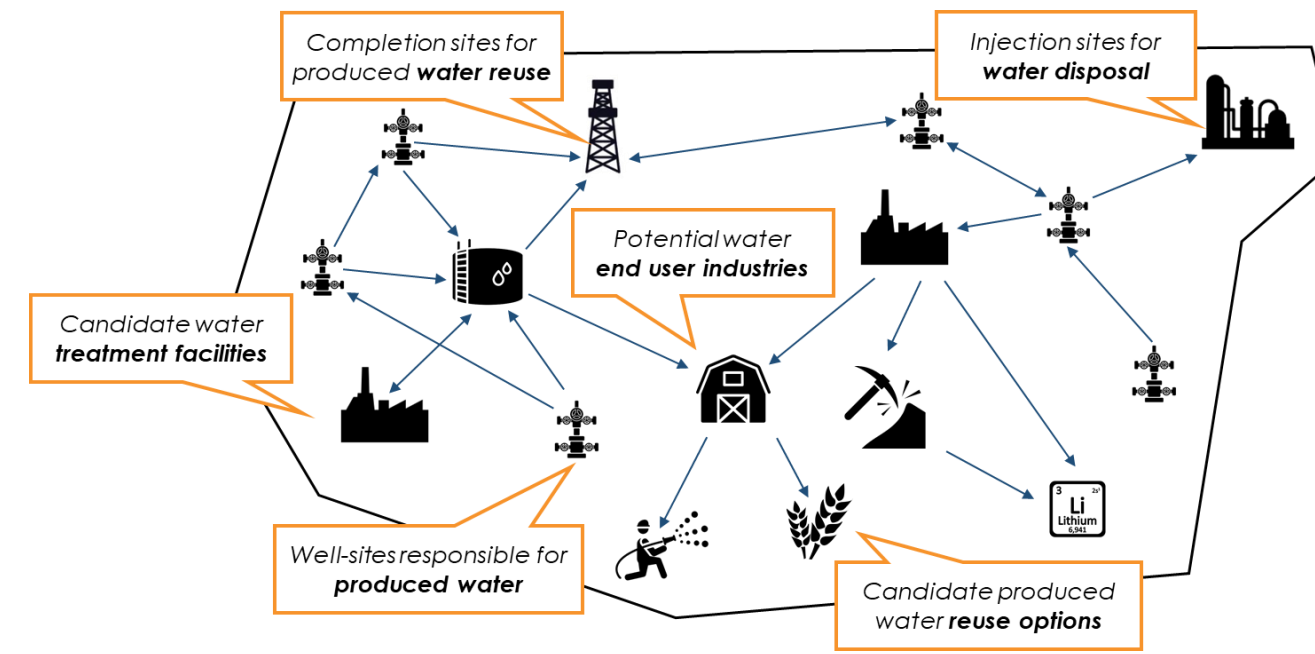 Completion sites for
produced water reuse
Injection sites for
water disposal
Potential water
end user industries
Candidate water
treatment facilities
3 2s¹
Li
Lithium
6,941
Well-sites responsible for
produced water
Candidate produced
water reuse options